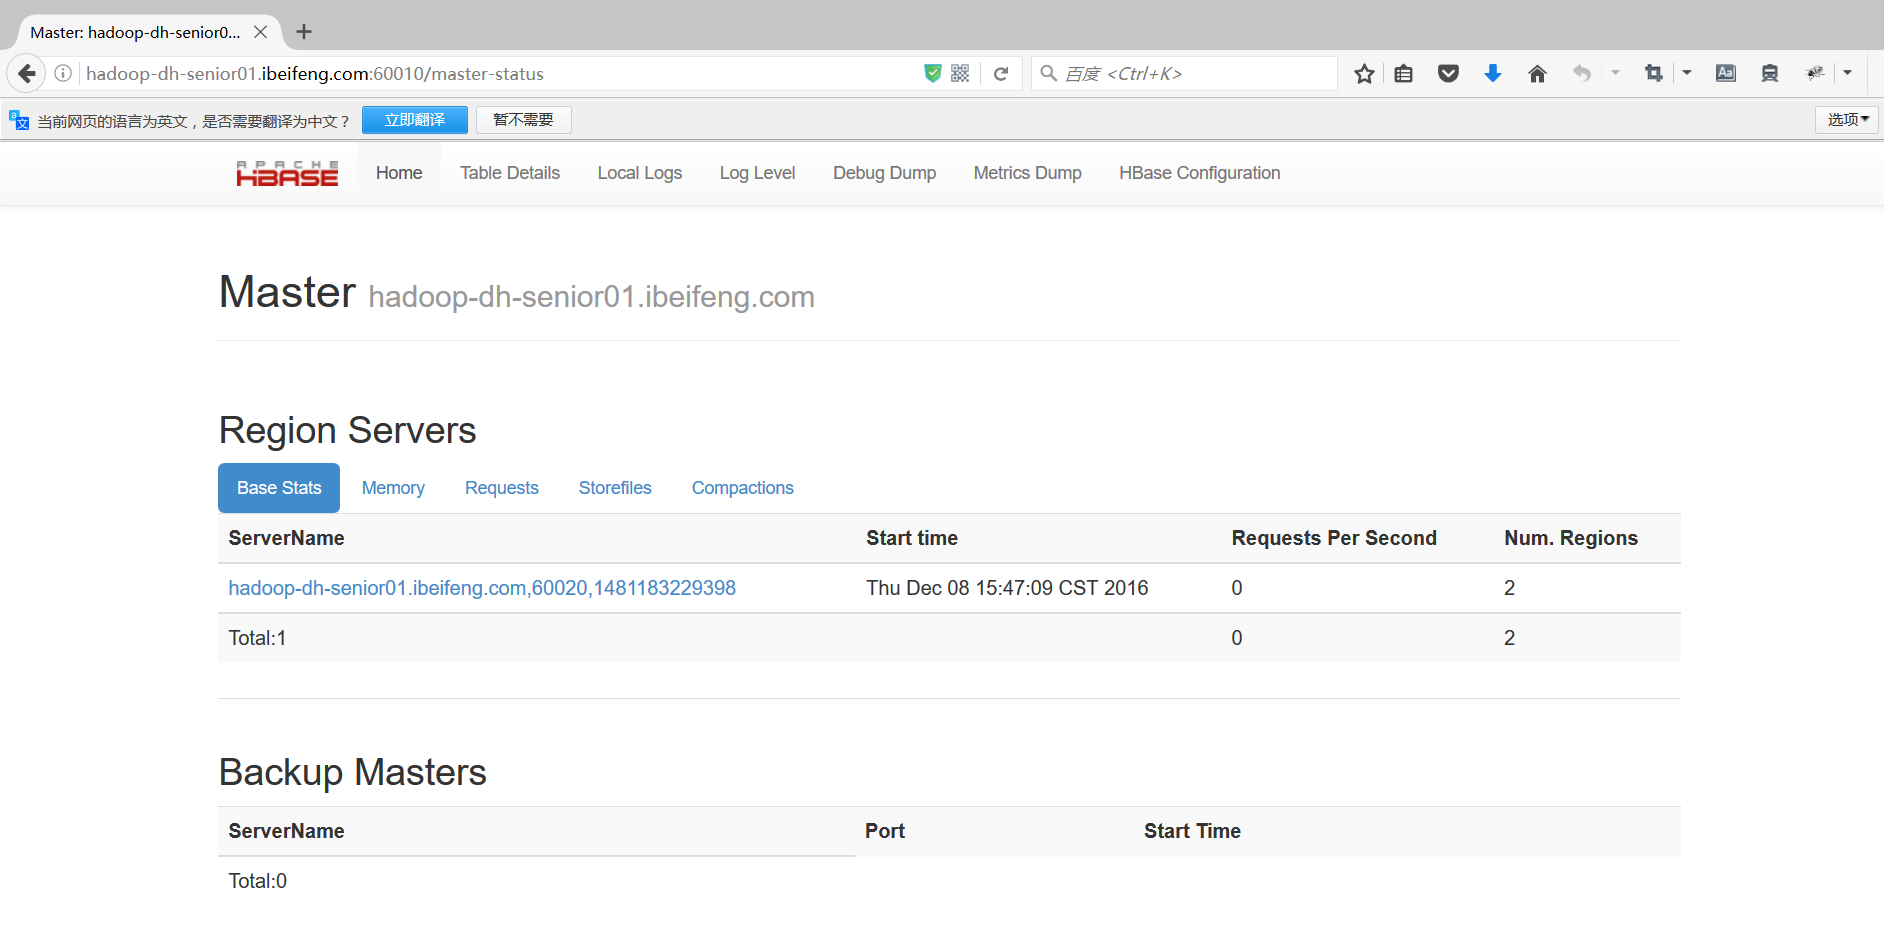 Master: hadoop-dh-senior0...
hadoop-dh-senior01.ibeifeng.com:60010/master-status
百度 <Ctrl+K>
Aa
a 文
当前网页的语言为英文，是否需要翻译为中文？ 立即翻译 暂不需要 选项
APACHE
HBASE
Home Table Details Local Logs Log Level Debug Dump Metrics Dump HBase Configuration
Master hadoop-dh-senior01.ibeifeng.com
Region Servers
Base Stats Memory Requests Storefiles Compactions
ServerName Start time Requests Per Second Num. Regions
hadoop-dh-senior01.ibeifeng.com,60020,1481183229398 Thu Dec 08 15:47:09 CST 2016 0 2
Total:1 0 2
Backup Masters
ServerName Port Start Time
Total:0